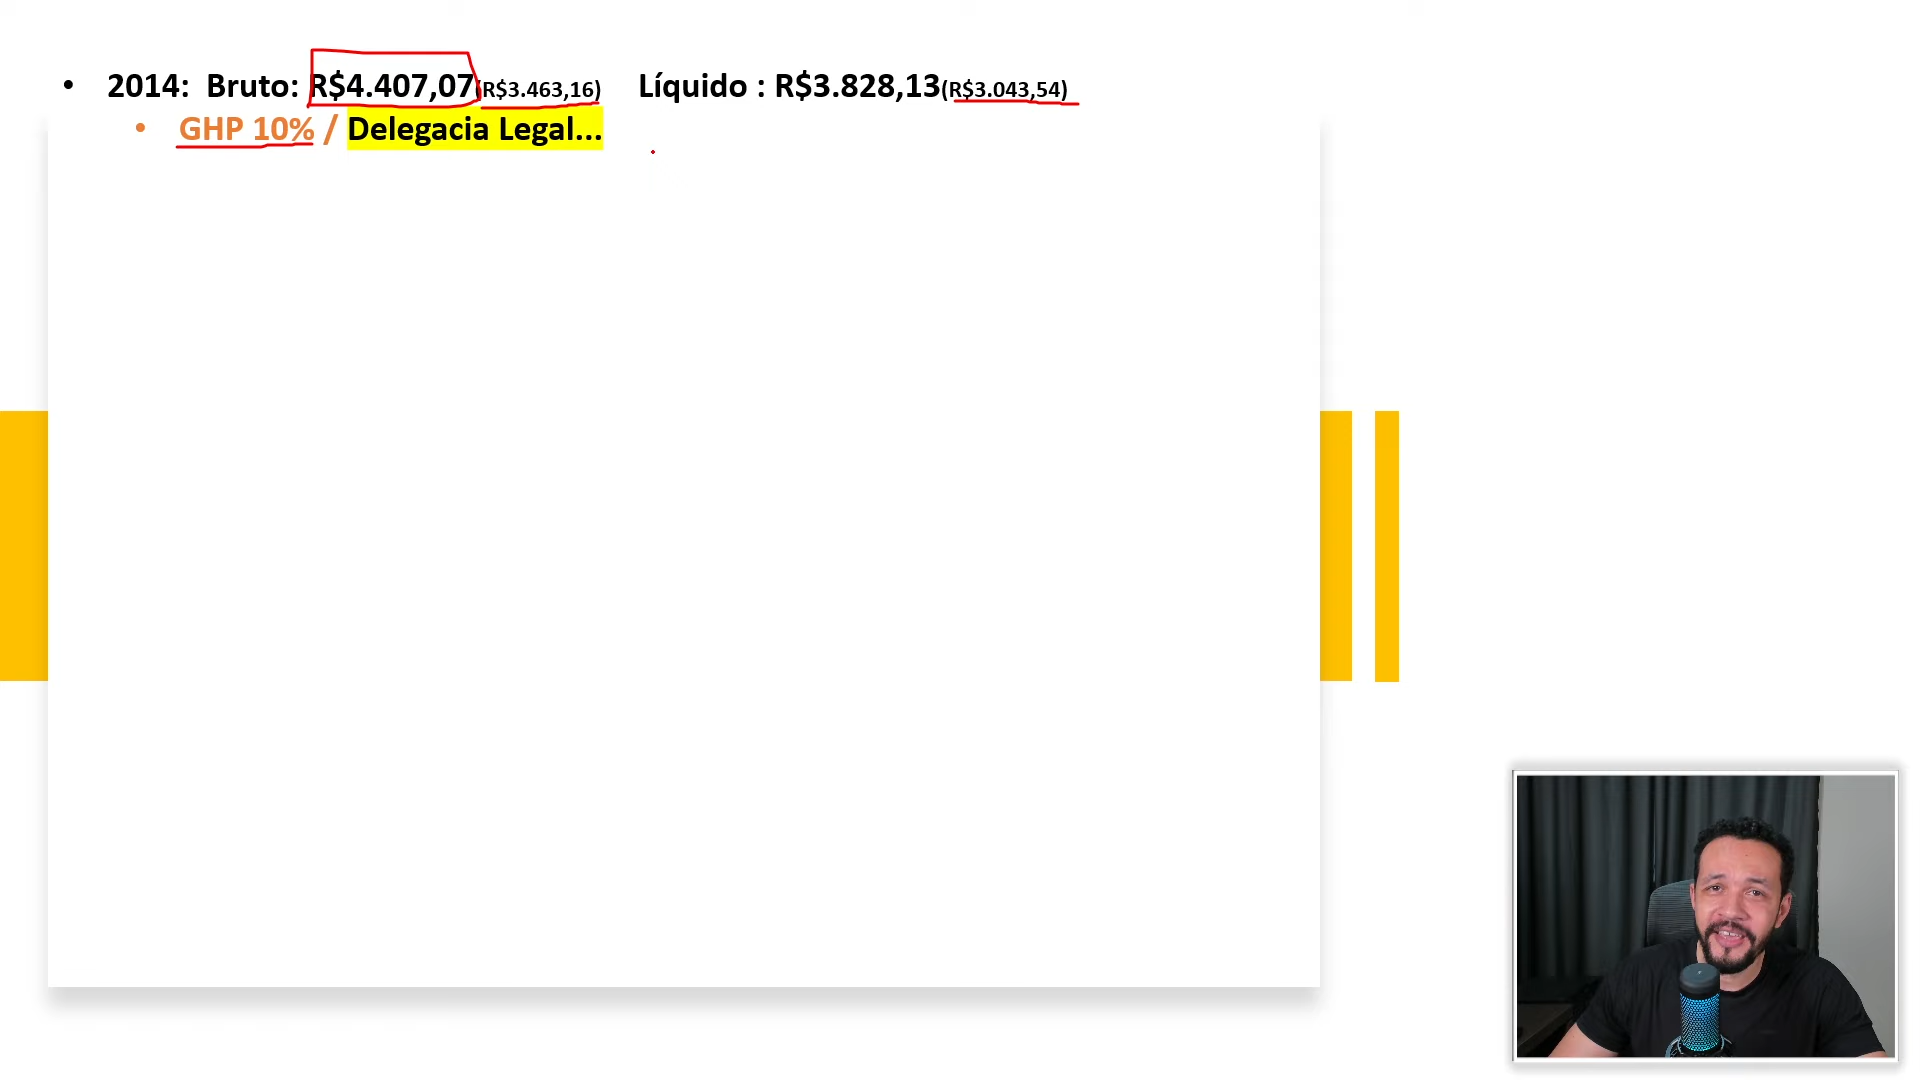 • 2014: Bruto: R$4.407,07(R$3.463,16) Líquido : R$3.828,13(R$3.043,54)
• GHP 10% / Delegacia Legal...